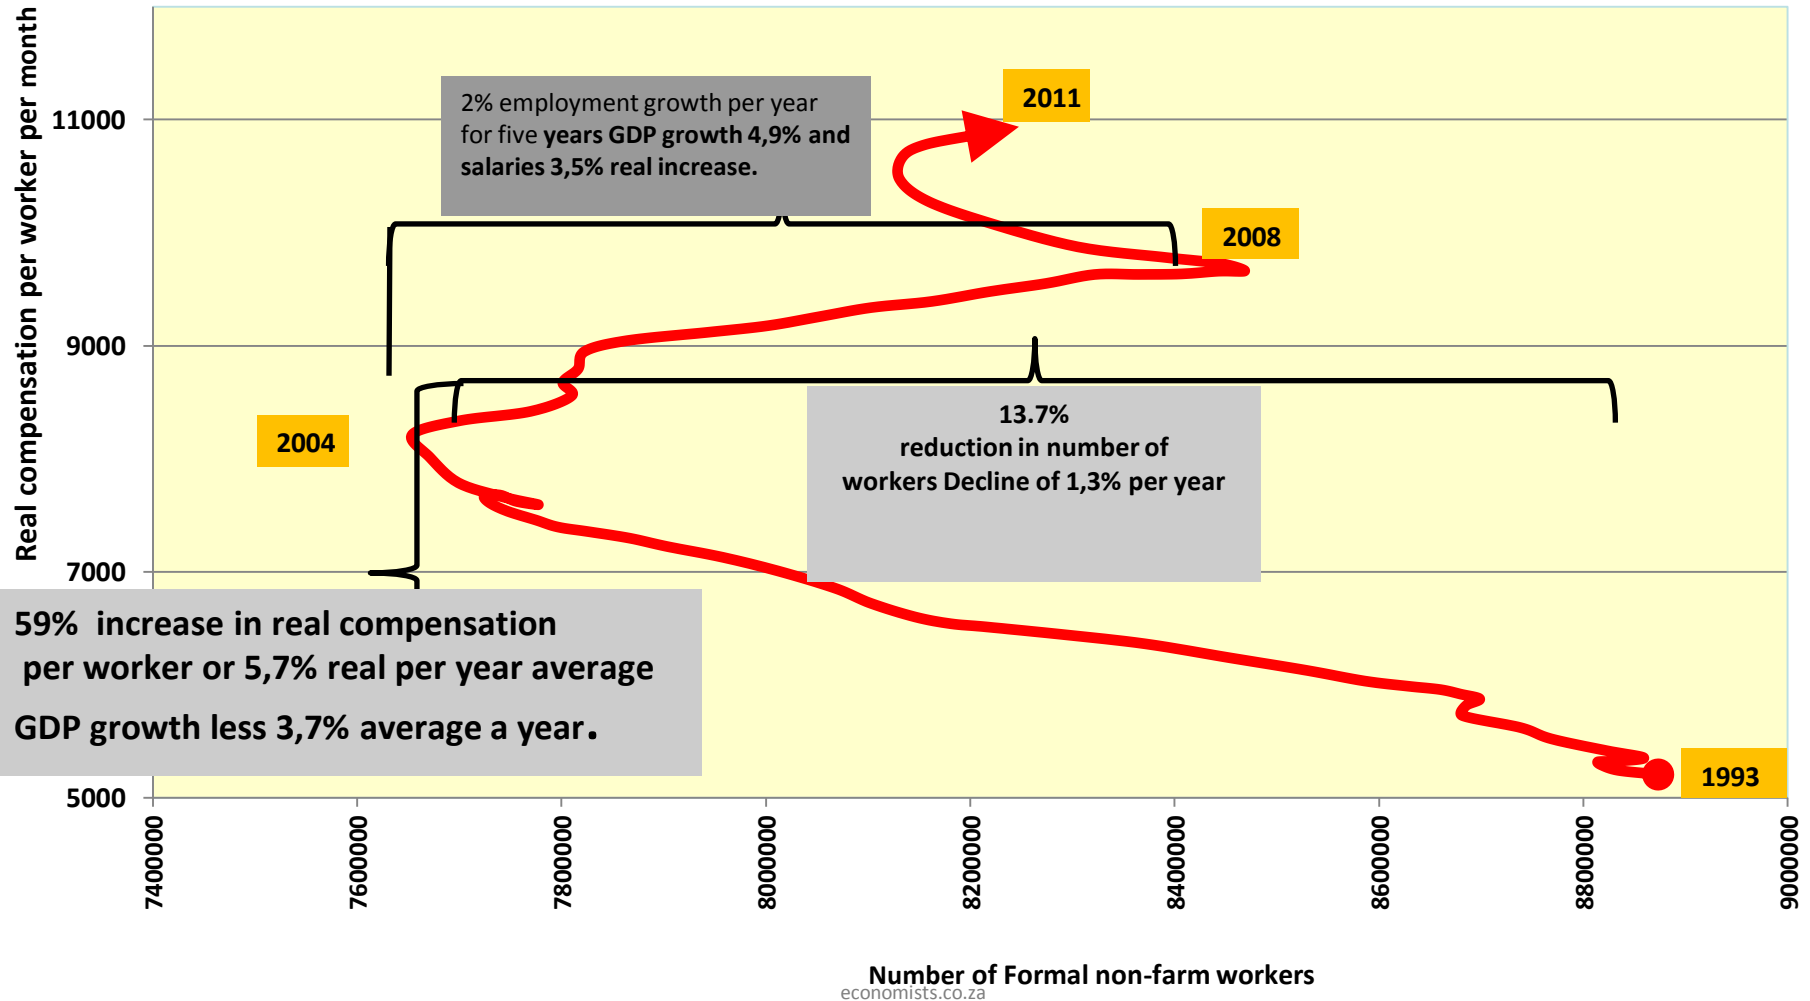 Real compensation per worker per month
11000
9000
7000
5000
2% employment growth per year
for five years GDP growth 4,9% and
salaries 3,5% real increase.
2011
2008
2004
13.7%
reduction in number of
workers Decline of 1,3% per year
59% increase in real compensation
per worker or 5,7% real per year average
GDP growth less 3,7% average a year.
1993
7400000
7600000
7800000
8000000
8200000
8400000
8600000
8800000
9000000
Number of Formal non-farm workers
economists.co.za